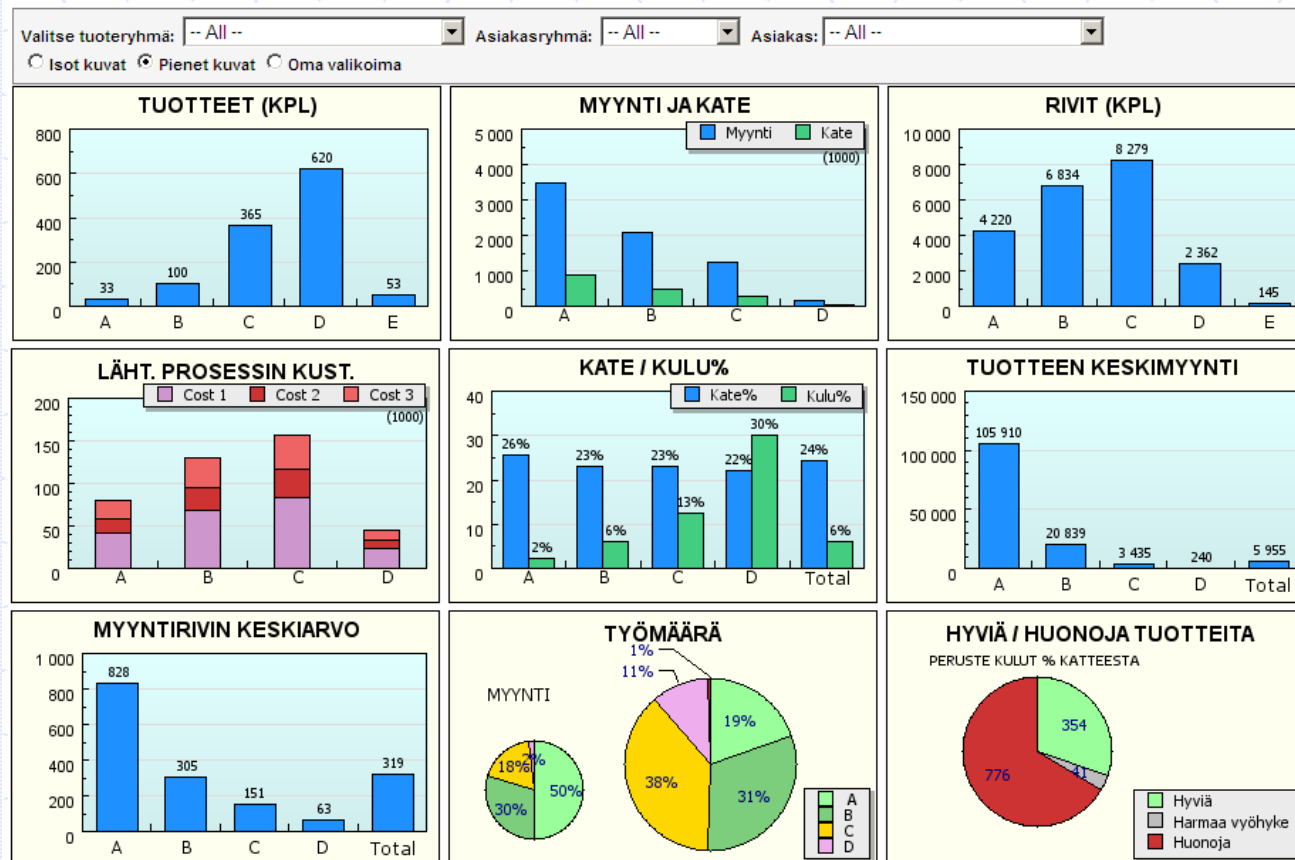 Valitse tuoteryhmä: -- All -- Asiakasryhmä: -- All -- Asiakas: -- All --
Isot kuvat Pienet kuvat Oma valikoima
TUOTTEET (KPL)
800
600
400
200
0
33
100
365
620
53
A B C D E
MYYNTI JA KATE
Myynti Kate
(1000)
5 000
4 000
3 000
2 000
1 000
0
A B C D
RIVIT (KPL)
10 000
8 000
6 000
4 000
2 000
0
4 220
6 834
8 279
2 362
145
A B C D E
LÄHT. PROSESSIN KUST.
Cost 1 Cost 2 Cost 3
(1000)
200
150
100
50
0
A B C D
KATE / KULU%
Kate% Kulu%
40
30
20
10
0
26%
2%
23%
6%
23%
13%
22%
30%
24%
6%
A B C D Total
TUOTTEEN KESKIMYYNTI
150 000
100 000
50 000
0
105 910
20 839
3 435
240
5 955
A B C D Total
MYYNTIRIVIN KESKIARVO
1 000
800
600
400
200
0
828
305
151
63
319
A B C D Total
TYÖMÄÄRÄ
MYYNTI
2%
18%
50%
30%
1%
11%
19%
38%
31%
A
B
C
D
HYVIÄ / HUONOJA TUOTTEITA
PERUSTE KULUT % KATTEESTA
354
41
776
Hyviä
Harmaa vyöhyke
Huonoja